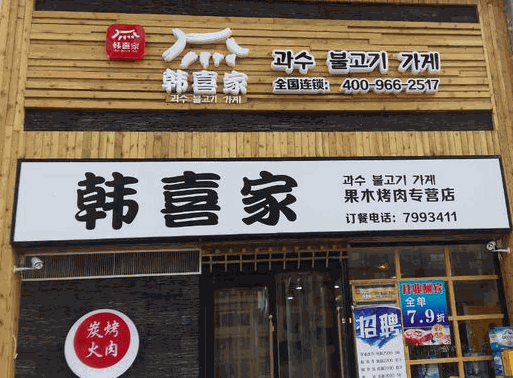 韩喜家
韩喜家
과수 불고기 가게
과수 불고기 가게
全国连锁: 400-966-2517
韩喜家
과수 불고기 가게
果木烤肉专营店
订餐电话: 7993411
炭烤
火肉
全单
7.9折
招聘